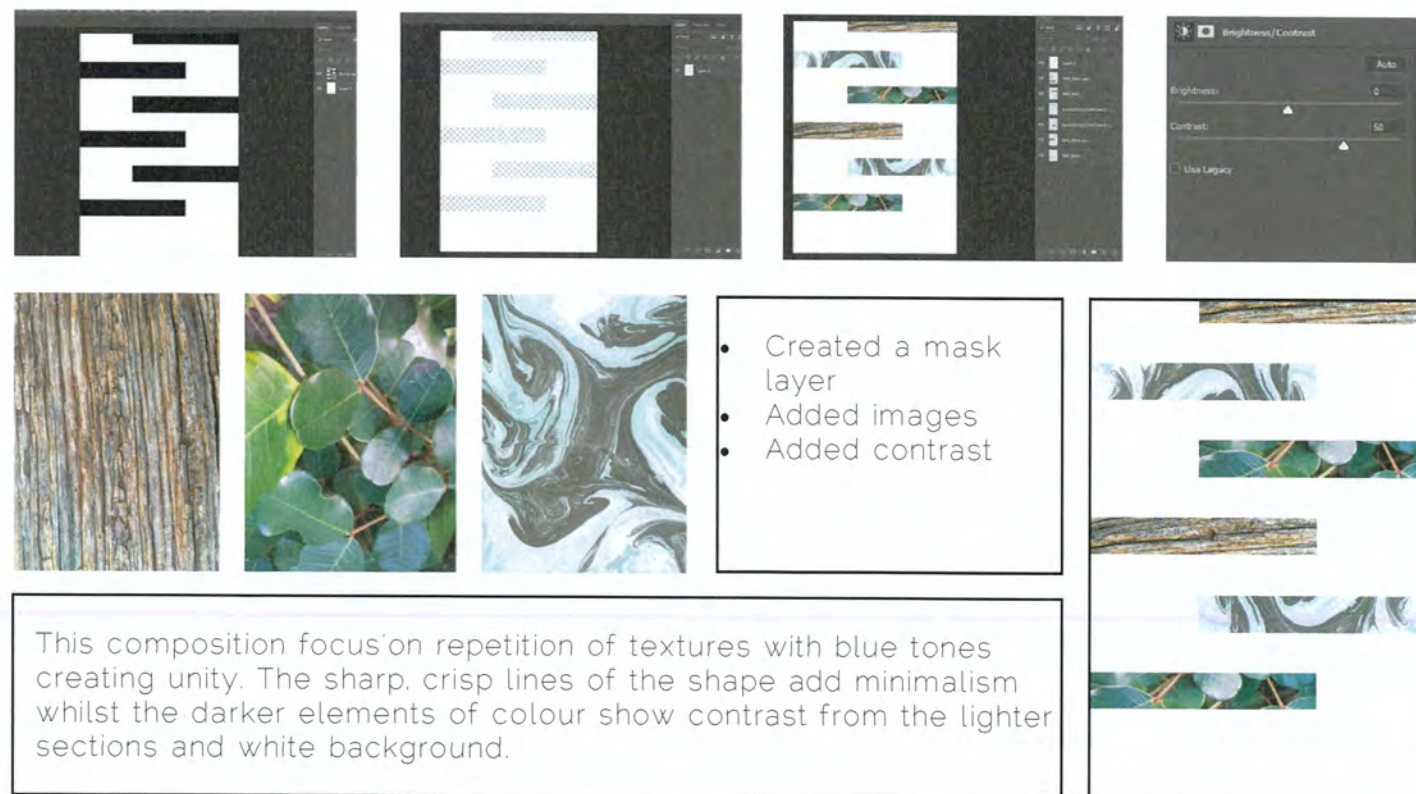 Brightness/Contrast
Auto
Brightness:
0
Contrast:
50
Use Legacy
• Created a mask
layer
• Added images
• Added contrast
This composition focus'on repetition of textures with blue tones
creating unity. The sharp, crisp lines of the shape add minimalism
whilst the darker elements of colour show contrast from the lighter
sections and white background.